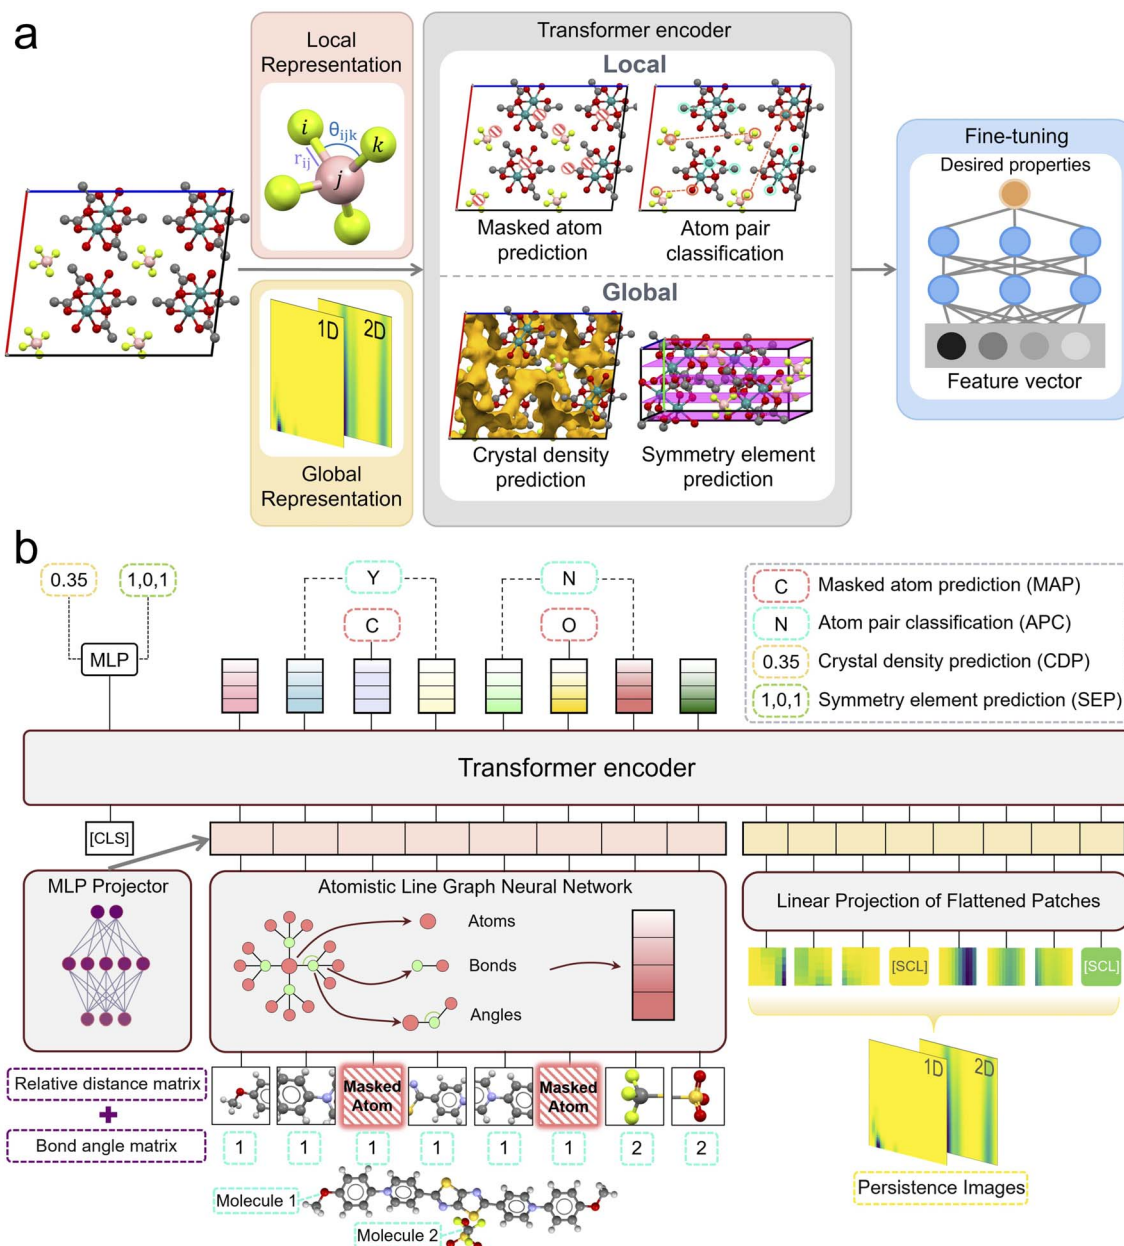 a
Local
Representation
i
θijk
k
rij
j
1D
2D
Global
Representation
Transformer encoder
Local
Masked atom
prediction
Atom pair
classification
Global
Crystal density
prediction
Symmetry element
prediction
Fine-tuning
Desired properties
Feature vector
b
0.35
1,0,1
Y
N
C
O
MLP
C
Masked atom prediction (MAP)
N
Atom pair classification (APC)
0.35
Crystal density prediction (CDP)
1,0,1
Symmetry element prediction (SEP)
Transformer encoder
[CLS]
MLP Projector
Atomistic Line Graph Neural Network
Atoms
Bonds
Angles
Linear Projection of Flattened Patches
[SCL]
[SCL]
Relative distance matrix
+
Bond angle matrix
Masked
Atom
Masked
Atom
1
1
1
1
1
1
2
2
Molecule 1
Molecule 2
1D
2D
Persistence Images